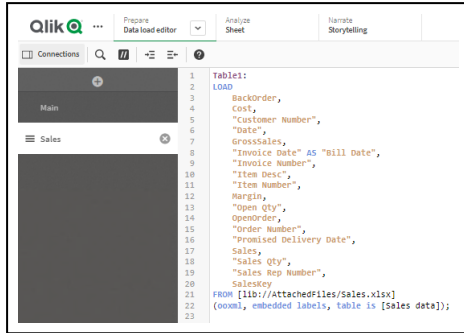 Qlik Q ... Prepare Analyze Narrate
Data load editor Sheet Storytelling
Connections
Main
Sales
1 Table1:
2 LOAD
3 BackOrder,
4 Cost,
5 "Customer Number",
6 "Date",
7 GrossSales,
8 "Invoice Date" AS "Bill Date",
9 "Invoice Number",
10 "Item Desc",
11 "Item Number",
12 Margin,
13 "Open Qty",
14 OpenOrder,
15 "Order Number",
16 "Promised Delivery Date",
17 Sales,
18 "Sales Qty",
19 "Sales Rep Number",
20 SalesKey
21 FROM [lib://AttachedFiles/Sales.xlsx]
22 (ooxml, embedded labels, table is [Sales data]);
23